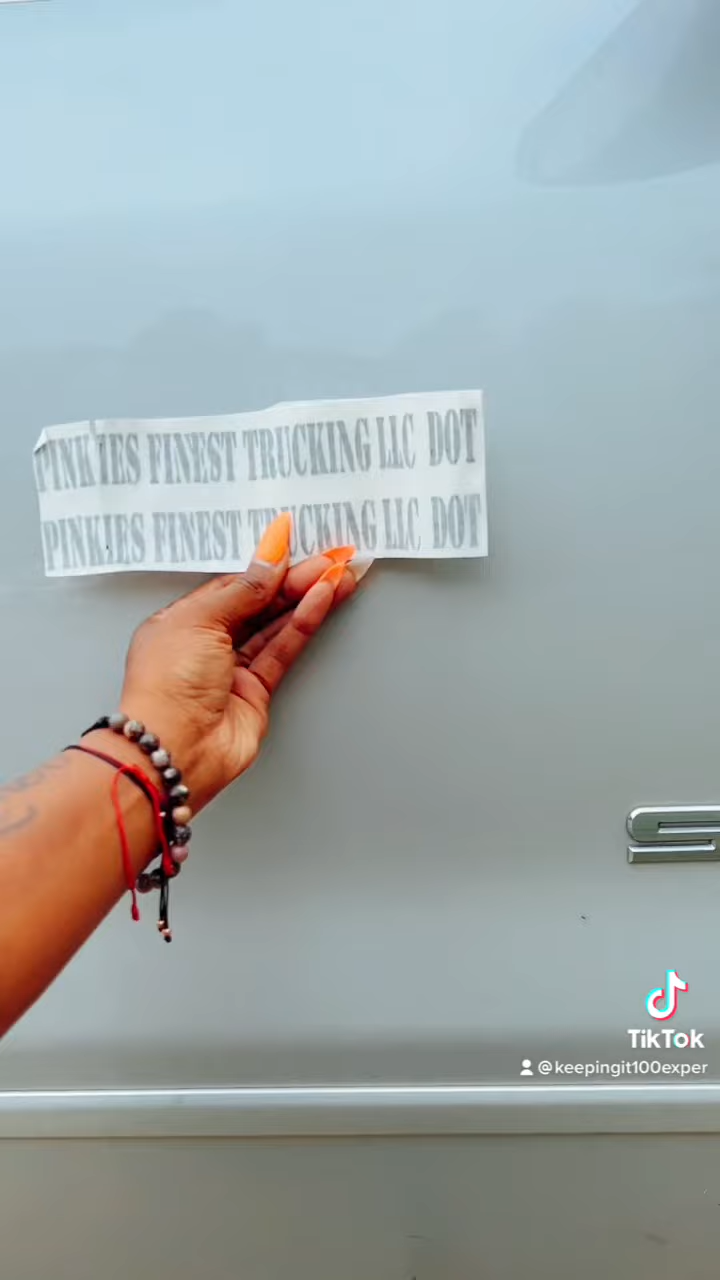 PINKIES FINEST TRUCKING LLC DOT
PINKIES FINEST TRUCKING LLC DOT
S
TikTok
@keepingit100exper